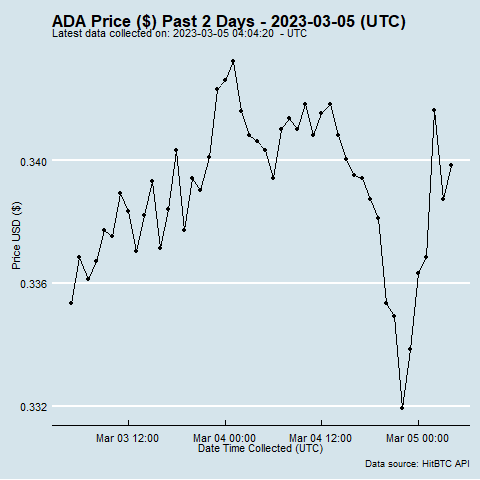 ADA Price ($) Past 2 Days - 2023-03-05 (UTC)
Latest data collected on: 2023-03-05 04:04:20  - UTC
Price USD ($)
0.340
0.336
0.332
Mar 03 12:00 Mar 04 00:00 Mar 04 12:00 Mar 05 00:00
Date Time Collected (UTC)
Data source: HitBTC API